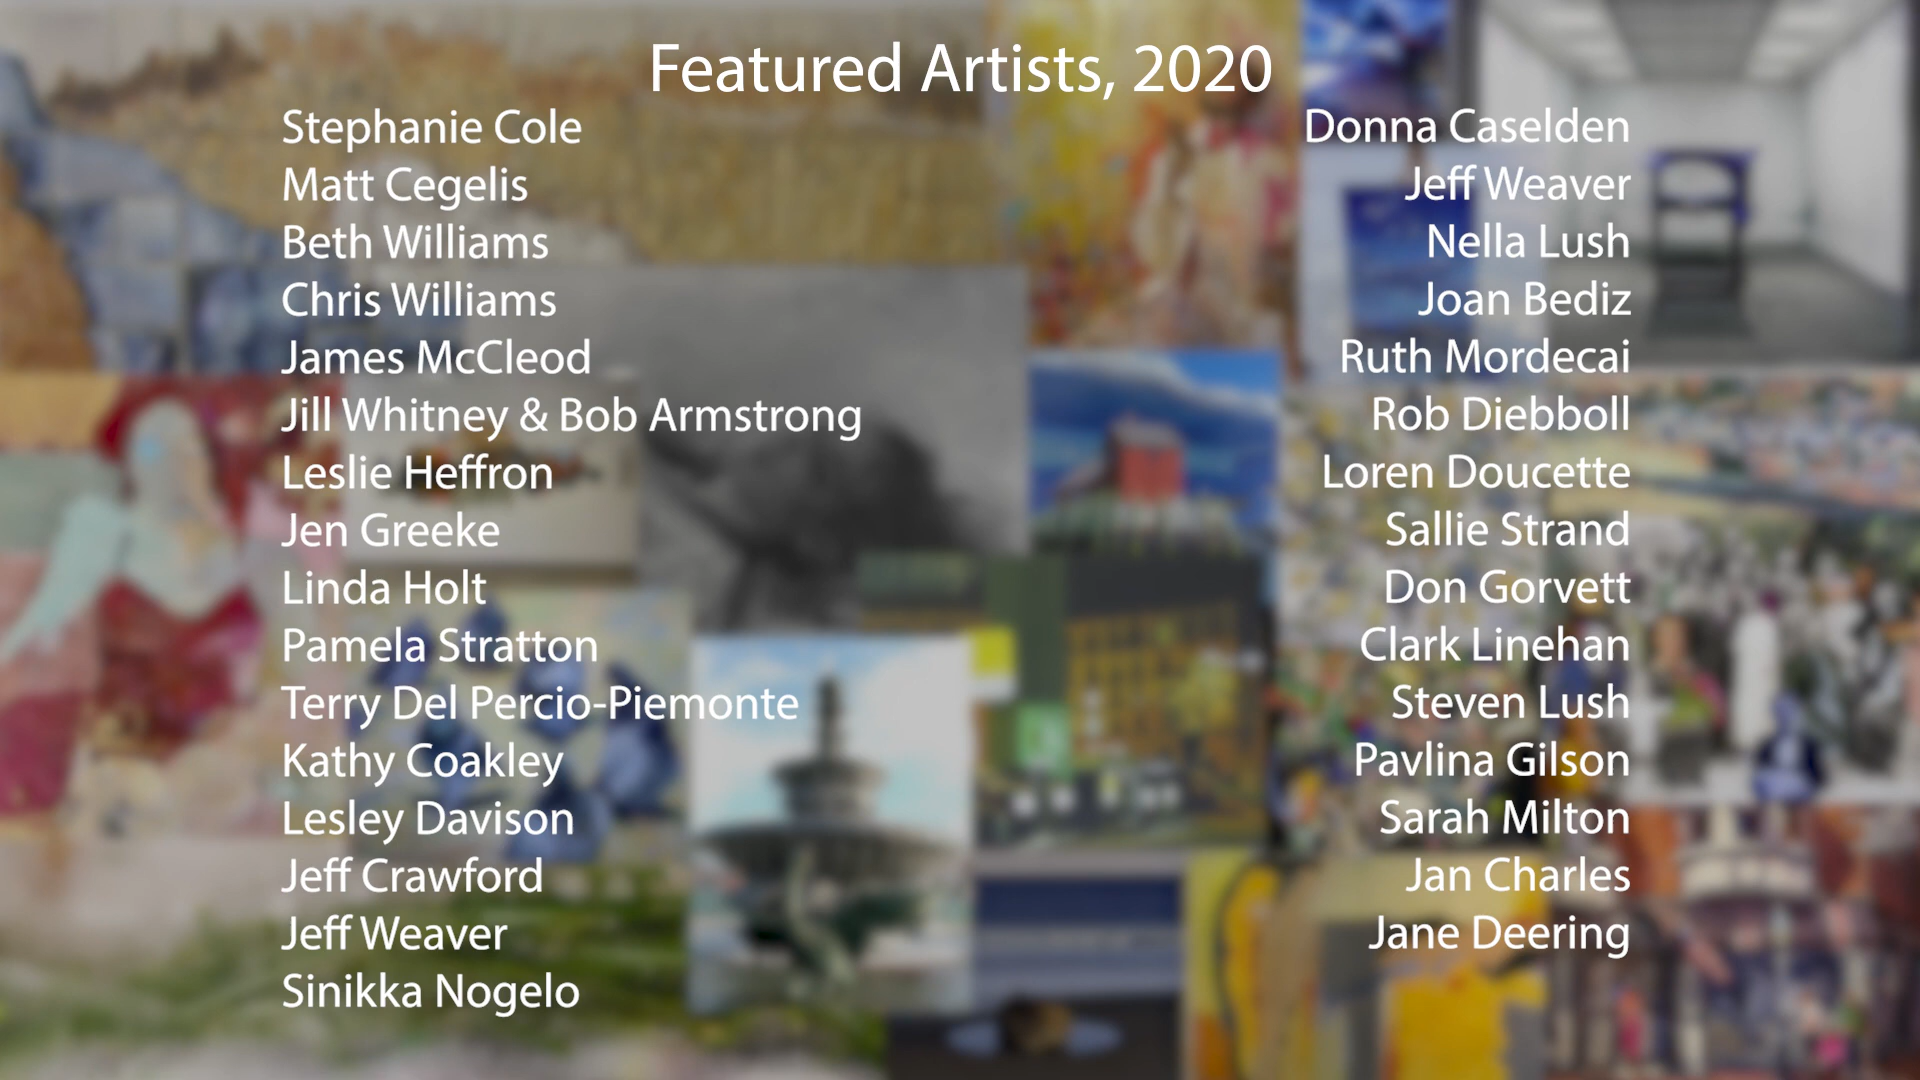 Featured Artists, 2020
Stephanie Cole
Matt Cegelis
Beth Williams
Chris Williams
James McCleod
Jill Whitney & Bob Armstrong
Leslie Heffron
Jen Greeke
Linda Holt
Pamela Stratton
Terry Del Percio-Piemonte
Kathy Coakley
Lesley Davison
Jeff Crawford
Jeff Weaver
Sinikka Nogelo
Donna Caselden
Jeff Weaver
Nella Lush
Joan Bediz
Ruth Mordecai
Rob Diebboll
Loren Doucette
Sallie Strand
Don Gorvett
Clark Linehan
Steven Lush
Pavlina Gilson
Sarah Milton
Jan Charles
Jane Deering